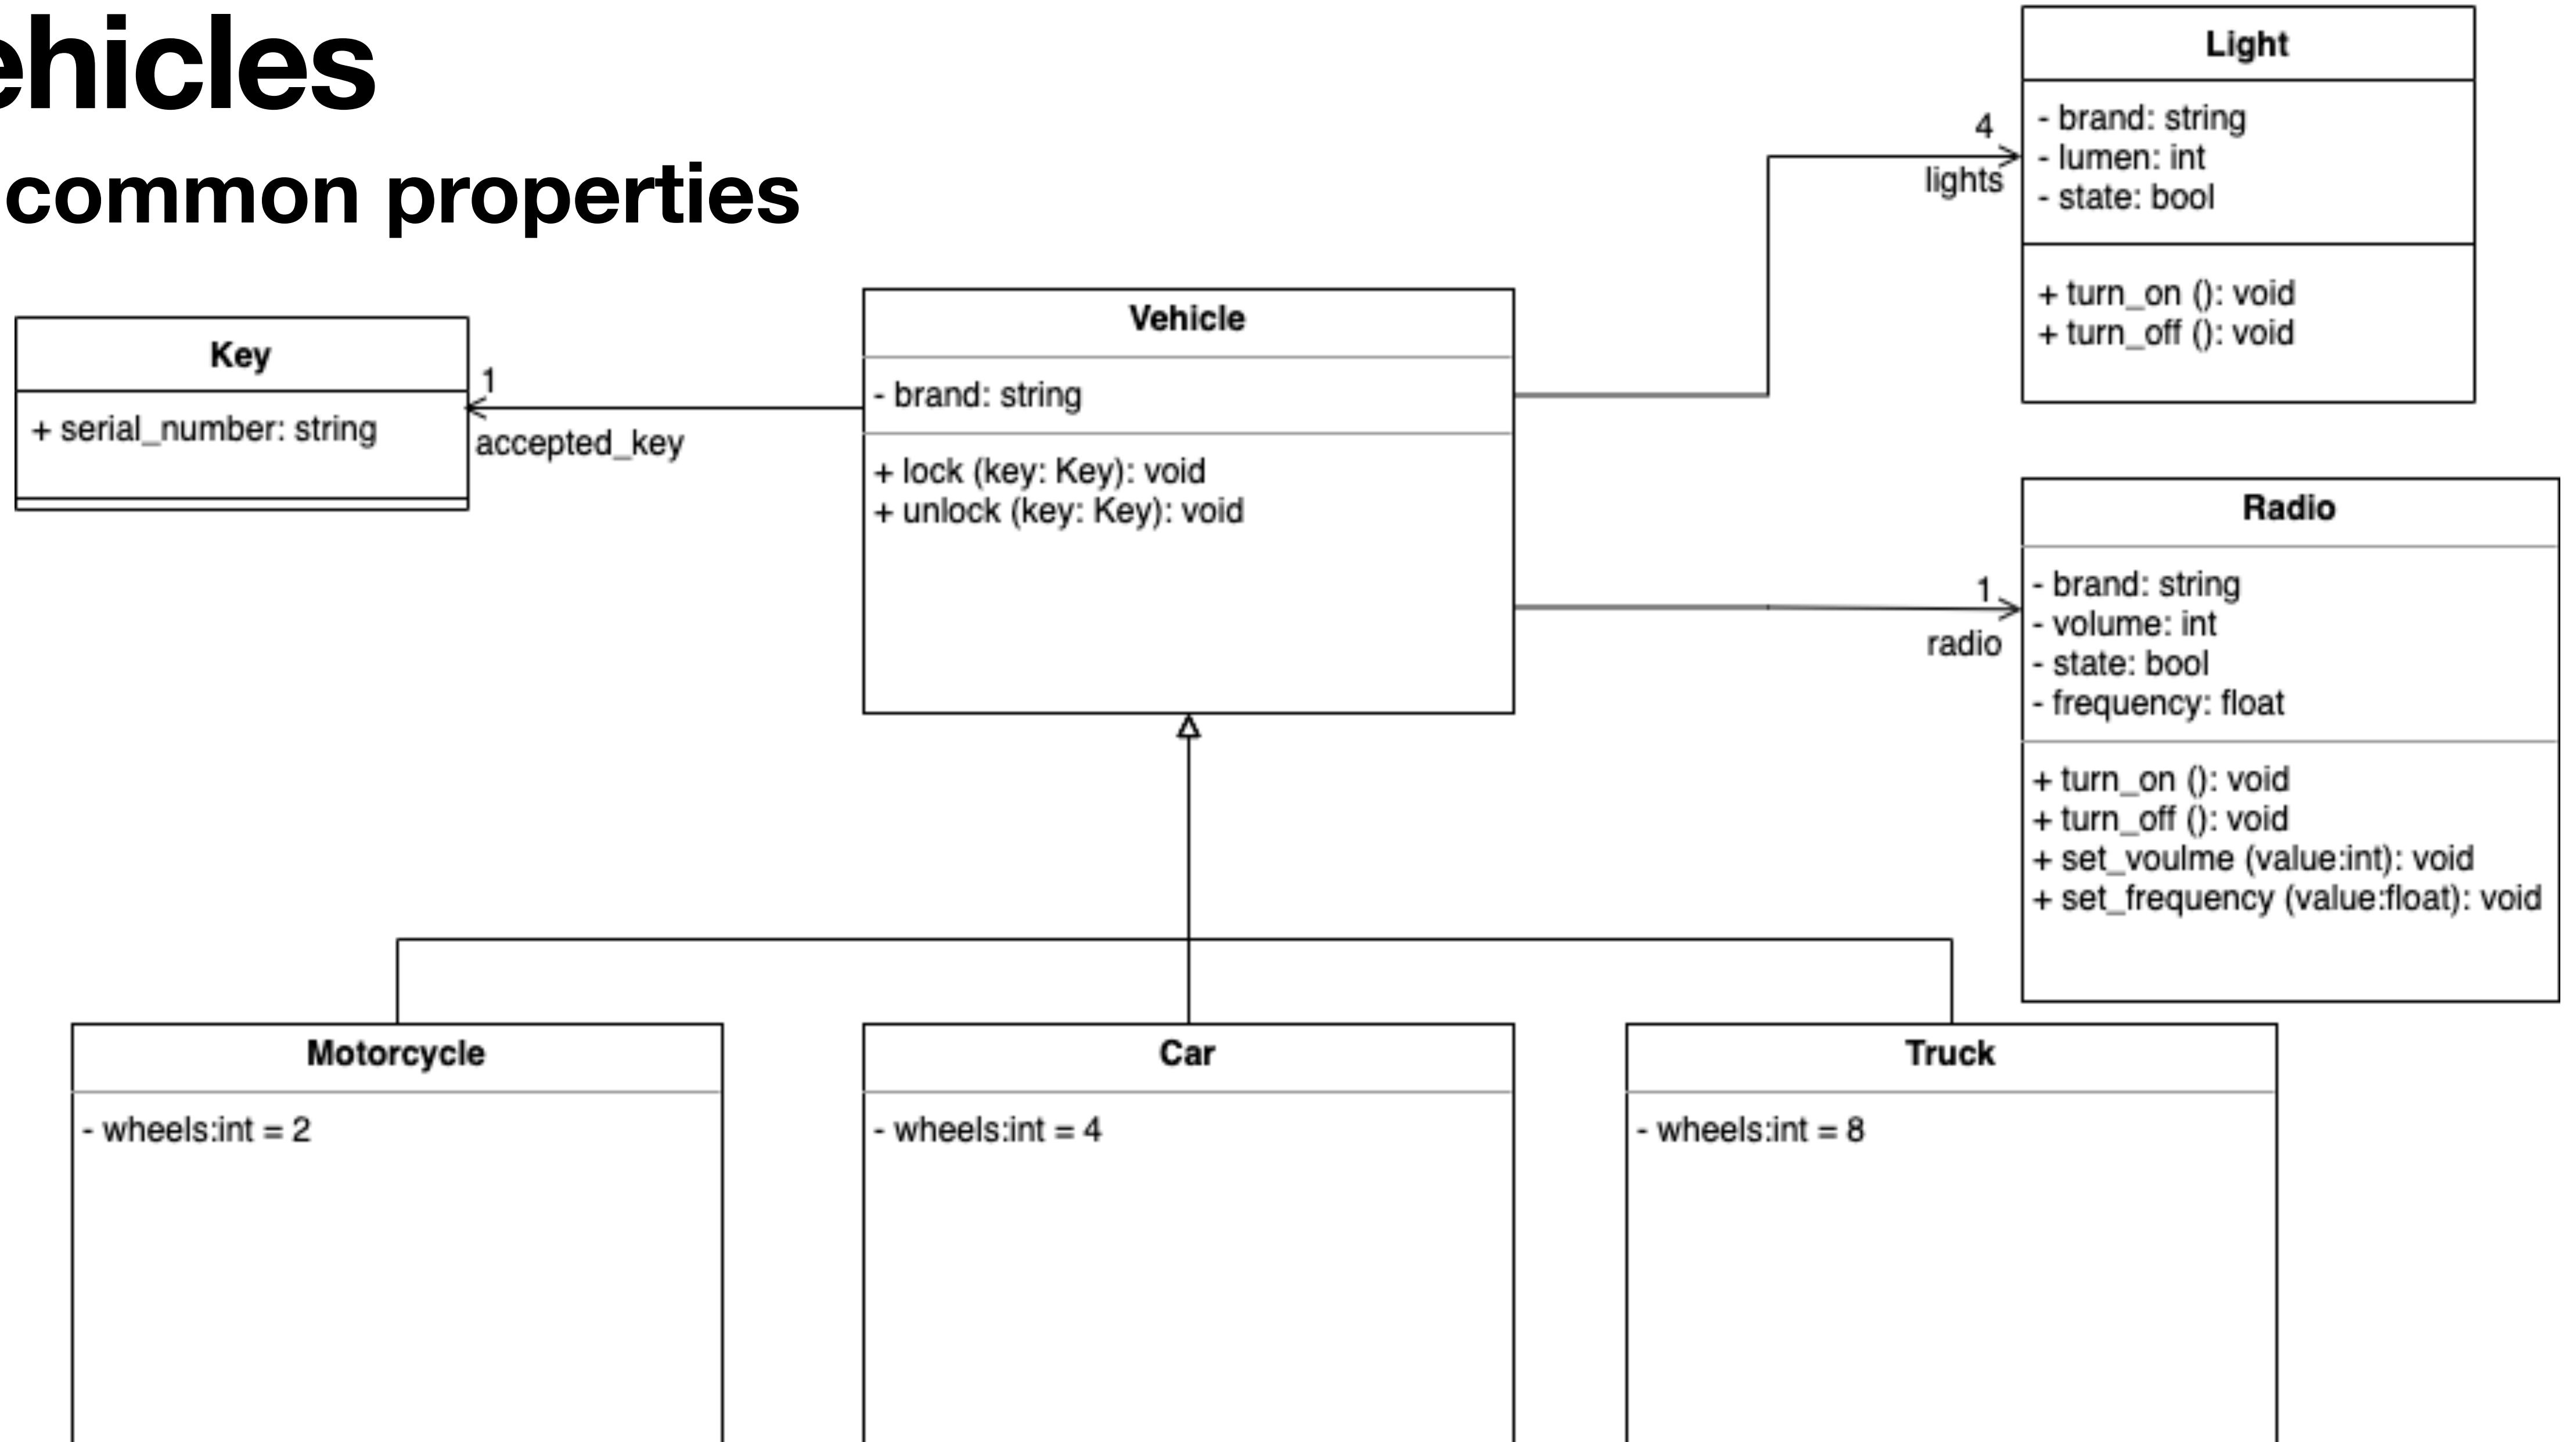 ehicles
common properties
Light
- brand: string
- lumen: int
- state: bool
+ turn_on (): void
+ turn_off (): void
4
lights
Key
+ serial_number: string
1
accepted_key
Vehicle
- brand: string
+ lock (key: Key): void
+ unlock (key: Key): void
1
radio
Radio
- brand: string
- volume: int
- state: bool
- frequency: float
+ turn_on (): void
+ turn_off (): void
+ set_voulme (value:int): void
+ set_frequency (value:float): void
Motorcycle
- wheels:int = 2
Car
- wheels:int = 4
Truck
- wheels:int = 8